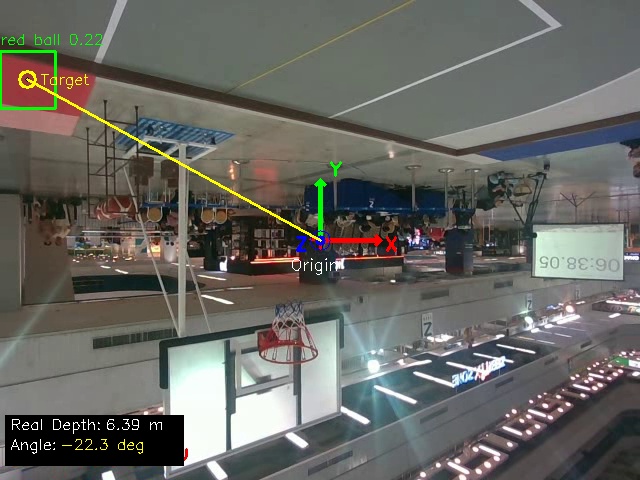 red ball 0.22
Target
Y
Z
X
Origin
06:38.05
Z
Z
Real Depth: 6.39 m
Angle: -22.3 deg